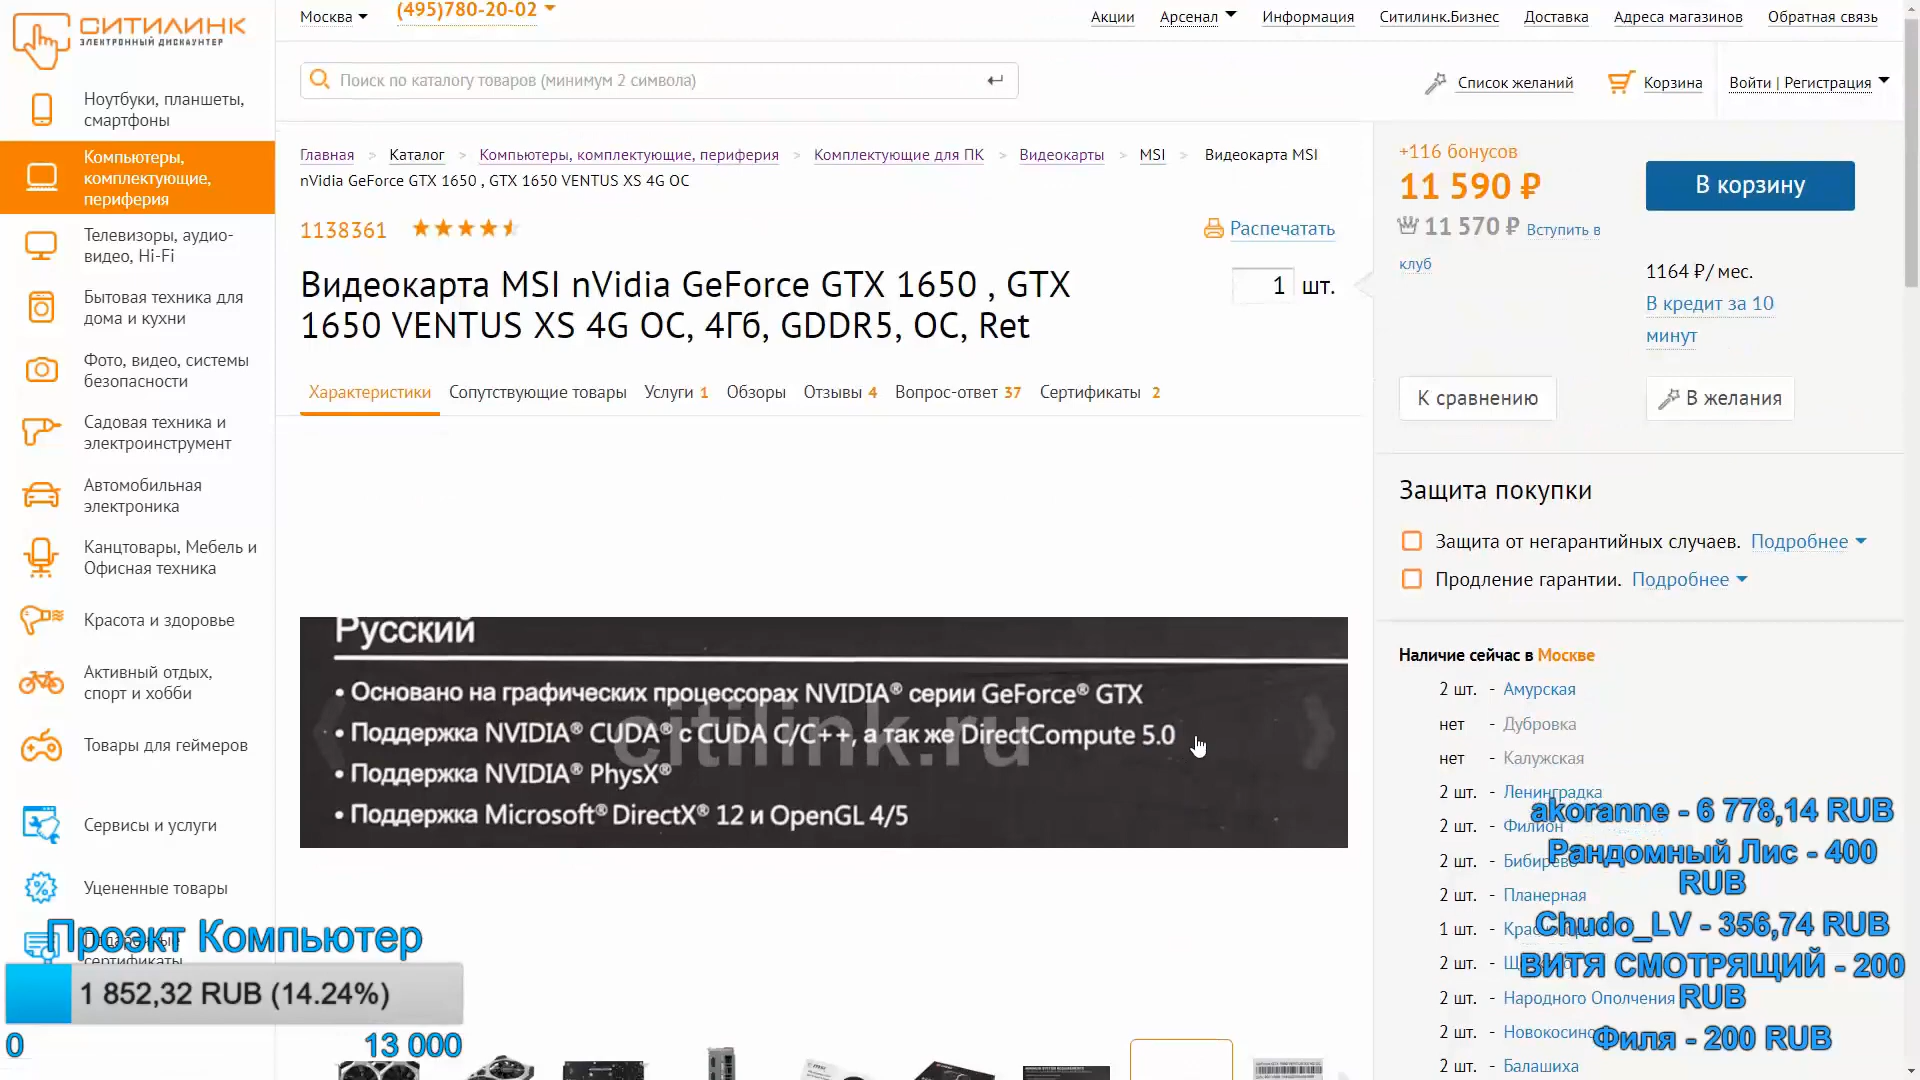 СИТИЛИНК
ЭЛЕКТРОННЫЙ ДИСКАУНТЕР
Москва
(495)780-20-02
Акции
Арсенал
Информация
Ситилинк.Бизнес
Доставка
Адреса магазинов
Обратная связь
Поиск по каталогу товаров (минимум 2 символа)
Список желаний
Корзина
Войти | Регистрация
Ноутбуки, планшеты,
смартфоны
Компьютеры,
комплектующие,
периферия
Телевизоры, аудио-
видео, Hi-Fi
Бытовая техника для
дома и кухни
Фото, видео, системы
безопасности
Садовая техника и
электроинструмент
Автомобильная
электроника
Канцтовары, Мебель и
Офисная техника
Красота и здоровье
Активный отдых,
спорт и хобби
Товары для геймеров
Сервисы и услуги
Уцененные товары
сертификаты
Проэкт Компьютер
1 852,32 RUB (14.24%)
0
13 000
Главная > Каталог > Компьютеры, комплектующие, периферия > Комплектующие для ПК > Видеокарты > MSI > Видеокарта MSI
nVidia GeForce GTX 1650 , GTX 1650 VENTUS XS 4G OC
1138361
Распечатать
Видеокарта MSI nVidia GeForce GTX 1650 , GTX
1650 VENTUS XS 4G OC, 4Гб, GDDR5, OC, Ret
1 шт.
Характеристики
Сопутствующие товары
Услуги 1
Обзоры
Отзывы 4
Вопрос-ответ 37
Сертификаты 2
Русский
• Основано на графических процессорах NVIDIA® серии GeForce® GTX
• Поддержка NVIDIA® CUDA® с CUDA C/C++, а так же DirectCompute 5.0
• Поддержка NVIDIA® PhysX®
• Поддержка Microsoft® DirectX® 12 и OpenGL 4/5
citilink.ru
+116 бонусов
11 590 ₽
11 570 ₽ Вступить в
клуб
В корзину
1164 ₽/ мес.
В кредит за 10
минут
К сравнению
В желания
Защита покупки
Защита от негарантийных случаев. Подробнее
Продление гарантии. Подробнее
Наличие сейчас в Москве
2 шт. - Амурская
нет - Дубровка
нет - Калужская
2 шт. - Ленинградка
2 шт. - Филион
2 шт. - Бибирево
2 шт. - Планерная
1 шт. -
2 шт. -
2 шт. - Народного Ополчения
2 шт. - Новокосино
2 шт. - Балашиха
akoranne - 6 778,14 RUB
Рандомный Лис - 400
RUB
Chudo_LV - 356,74 RUB
ВИТЯ СМОТРЯЩИЙ - 200
RUB
Филя - 200 RUB